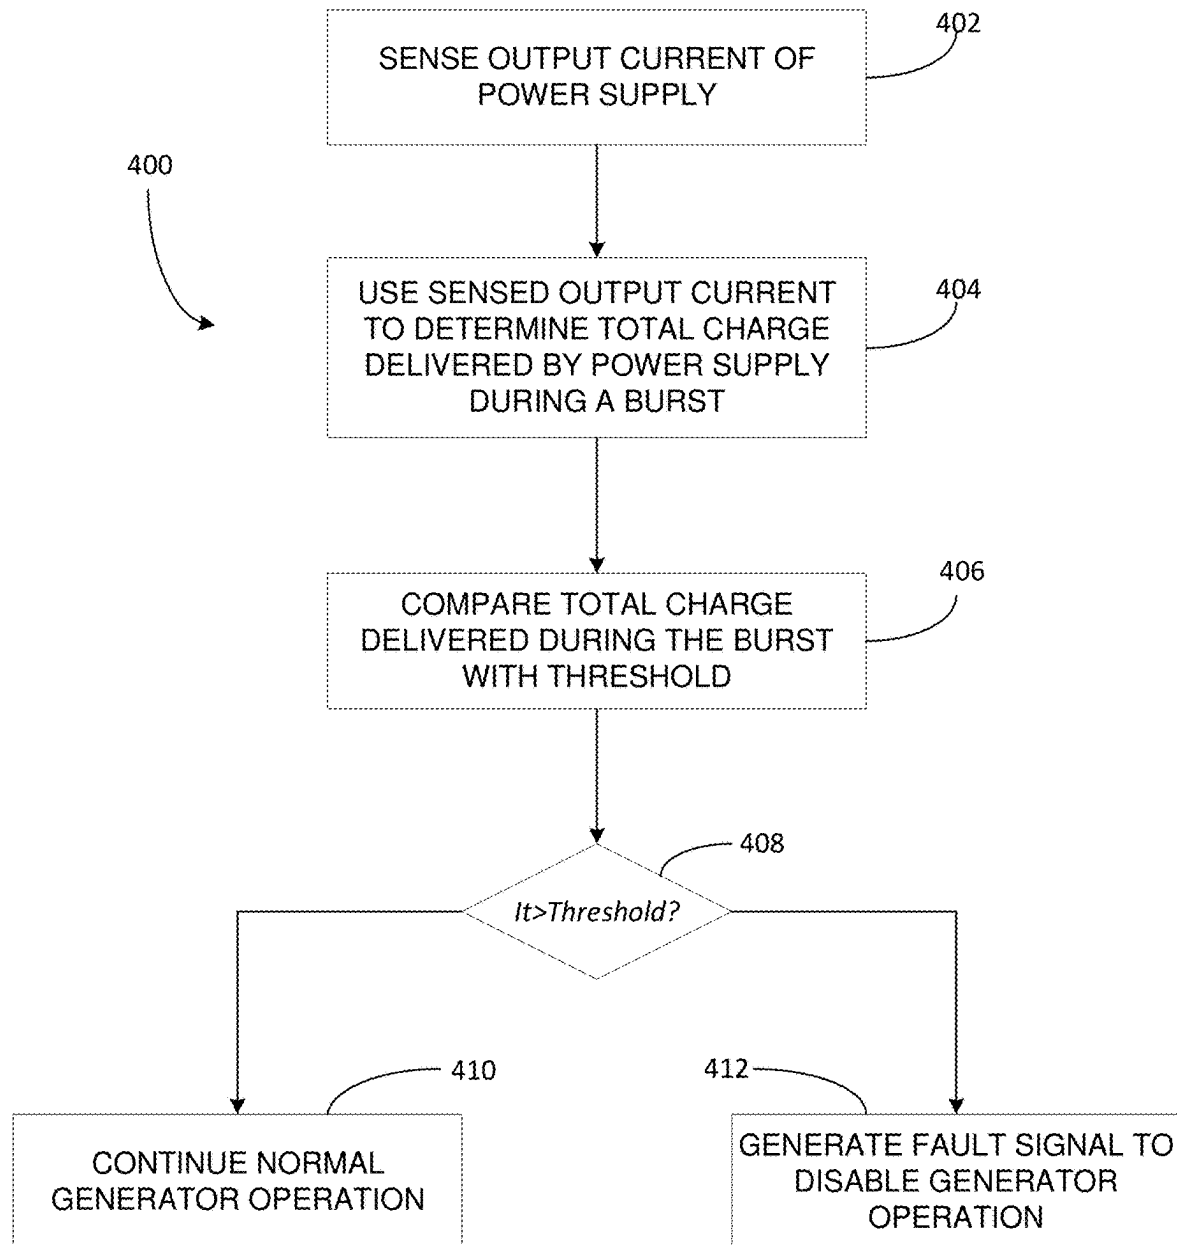 402
SENSE OUTPUT CURRENT OF
POWER SUPPLY
400
404
USE SENSED OUTPUT CURRENT
TO DETERMINE TOTAL CHARGE
DELIVERED BY POWER SUPPLY
DURING A BURST
406
COMPARE TOTAL CHARGE
DELIVERED DURING THE BURST
WITH THRESHOLD
408
It>Threshold?
410
CONTINUE NORMAL
GENERATOR OPERATION
412
GENERATE FAULT SIGNAL TO
DISABLE GENERATOR
OPERATION